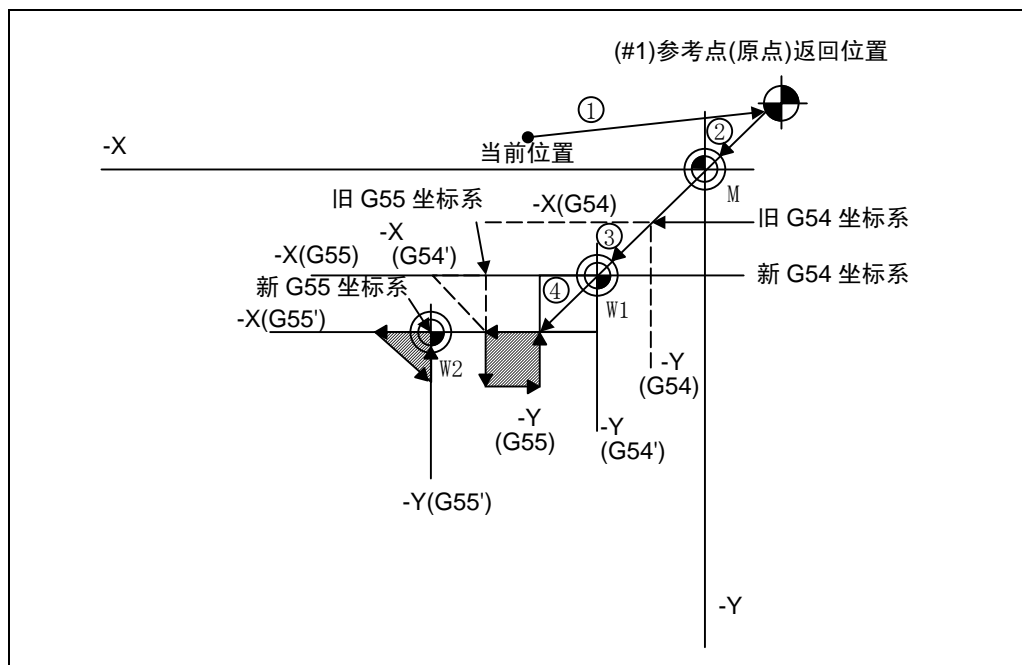 (#1)参考点(原点)返回位置
①
②
-X
当前位置
M
旧 G55 坐标系
-X(G54)
旧 G54 坐标系
-X
(G54')
③
-X(G55)
新 G54 坐标系
新 G55 坐标系
④
W1
-X(G55')
W2
-Y
(G54)
-Y
(G55)
-Y
(G54')
-Y(G55')
-Y